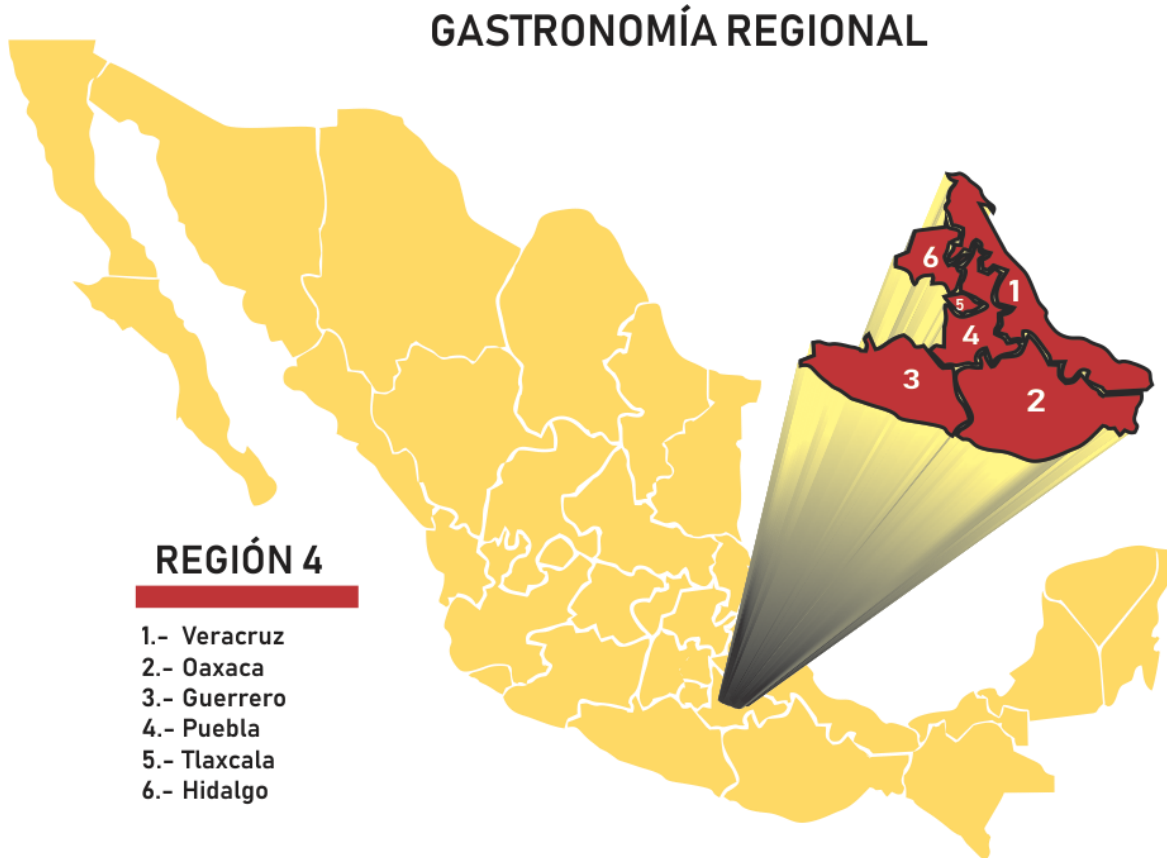 GASTRONOMÍA REGIONAL
6
1
5
4
3
2
REGIÓN 4
1.- Veracruz
2.- Oaxaca
3.- Guerrero
4.- Puebla
5.- Tlaxcala
6.- Hidalgo